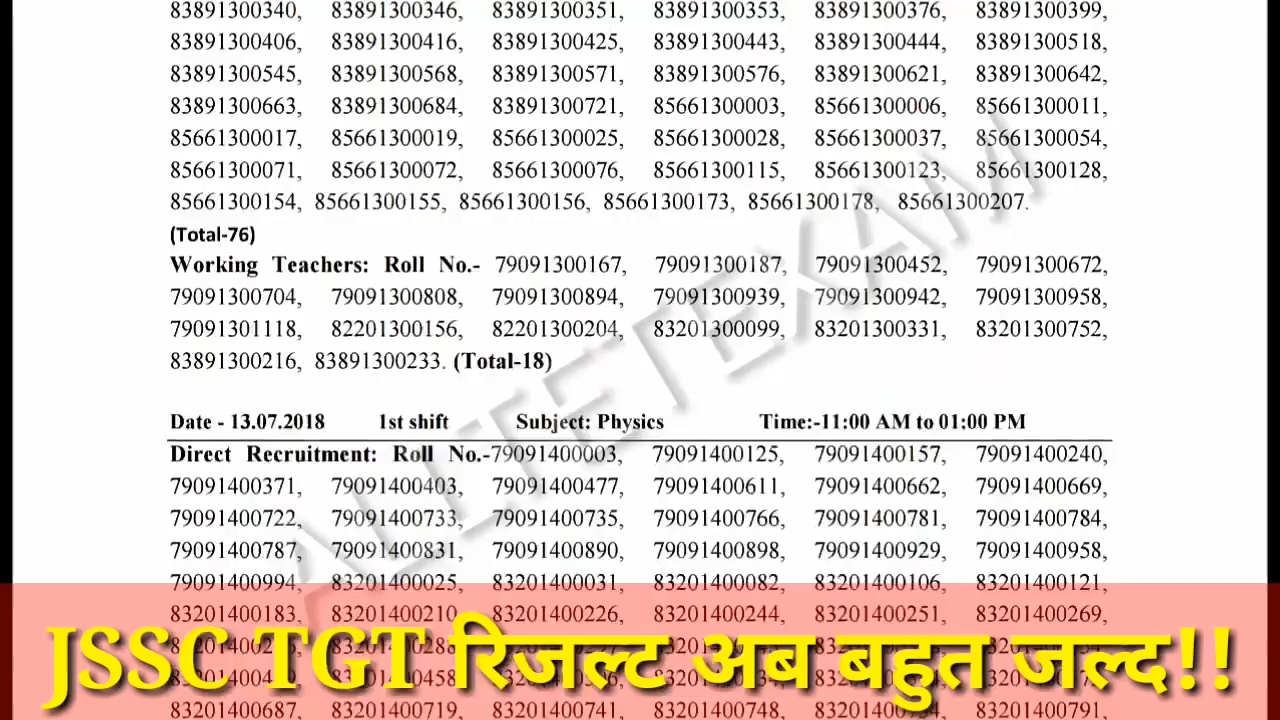 83891300340, 83891300346, 83891300351, 83891300353, 83891300376, 83891300399,
83891300406, 83891300416, 83891300425, 83891300443, 83891300444, 83891300518,
83891300545, 83891300568, 83891300571, 83891300576, 83891300621, 83891300642,
83891300663, 83891300684, 83891300721, 85661300003, 85661300006, 85661300011,
85661300017, 85661300019, 85661300025, 85661300028, 85661300037, 85661300054,
85661300071, 85661300072, 85661300076, 85661300115, 85661300123, 85661300128,
85661300154, 85661300155, 85661300156, 85661300173, 85661300178, 85661300207.
(Total-76)
Working Teachers: Roll No.- 79091300167, 79091300187, 79091300452, 79091300672,
79091300704, 79091300808, 79091300894, 79091300939, 79091300942, 79091300958,
79091301118, 82201300156, 82201300204, 83201300099, 83201300331, 83201300752,
83891300216, 83891300233. (Total-18)
Date - 13.07.2018 1st shift Subject: Physics Time:-11:00 AM to 01:00 PM
Direct Recruitment: Roll No.-79091400003, 79091400125, 79091400157, 79091400240,
79091400371, 79091400403, 79091400477, 79091400611, 79091400662, 79091400669,
79091400722, 79091400733, 79091400735, 79091400766, 79091400781, 79091400784,
79091400787, 79091400831, 79091400890, 79091400898, 79091400929, 79091400958,
79091400994, 83201400025, 83201400031, 83201400082, 83201400106, 83201400121,
83201400183, 83201400210, 83201400226, 83201400244, 83201400251, 83201400269,
JSSC TGT रिजल्ट अब बहुत जल्द!!
83201400687, 83201400719, 83201400741, 83201400748, 83201400791,